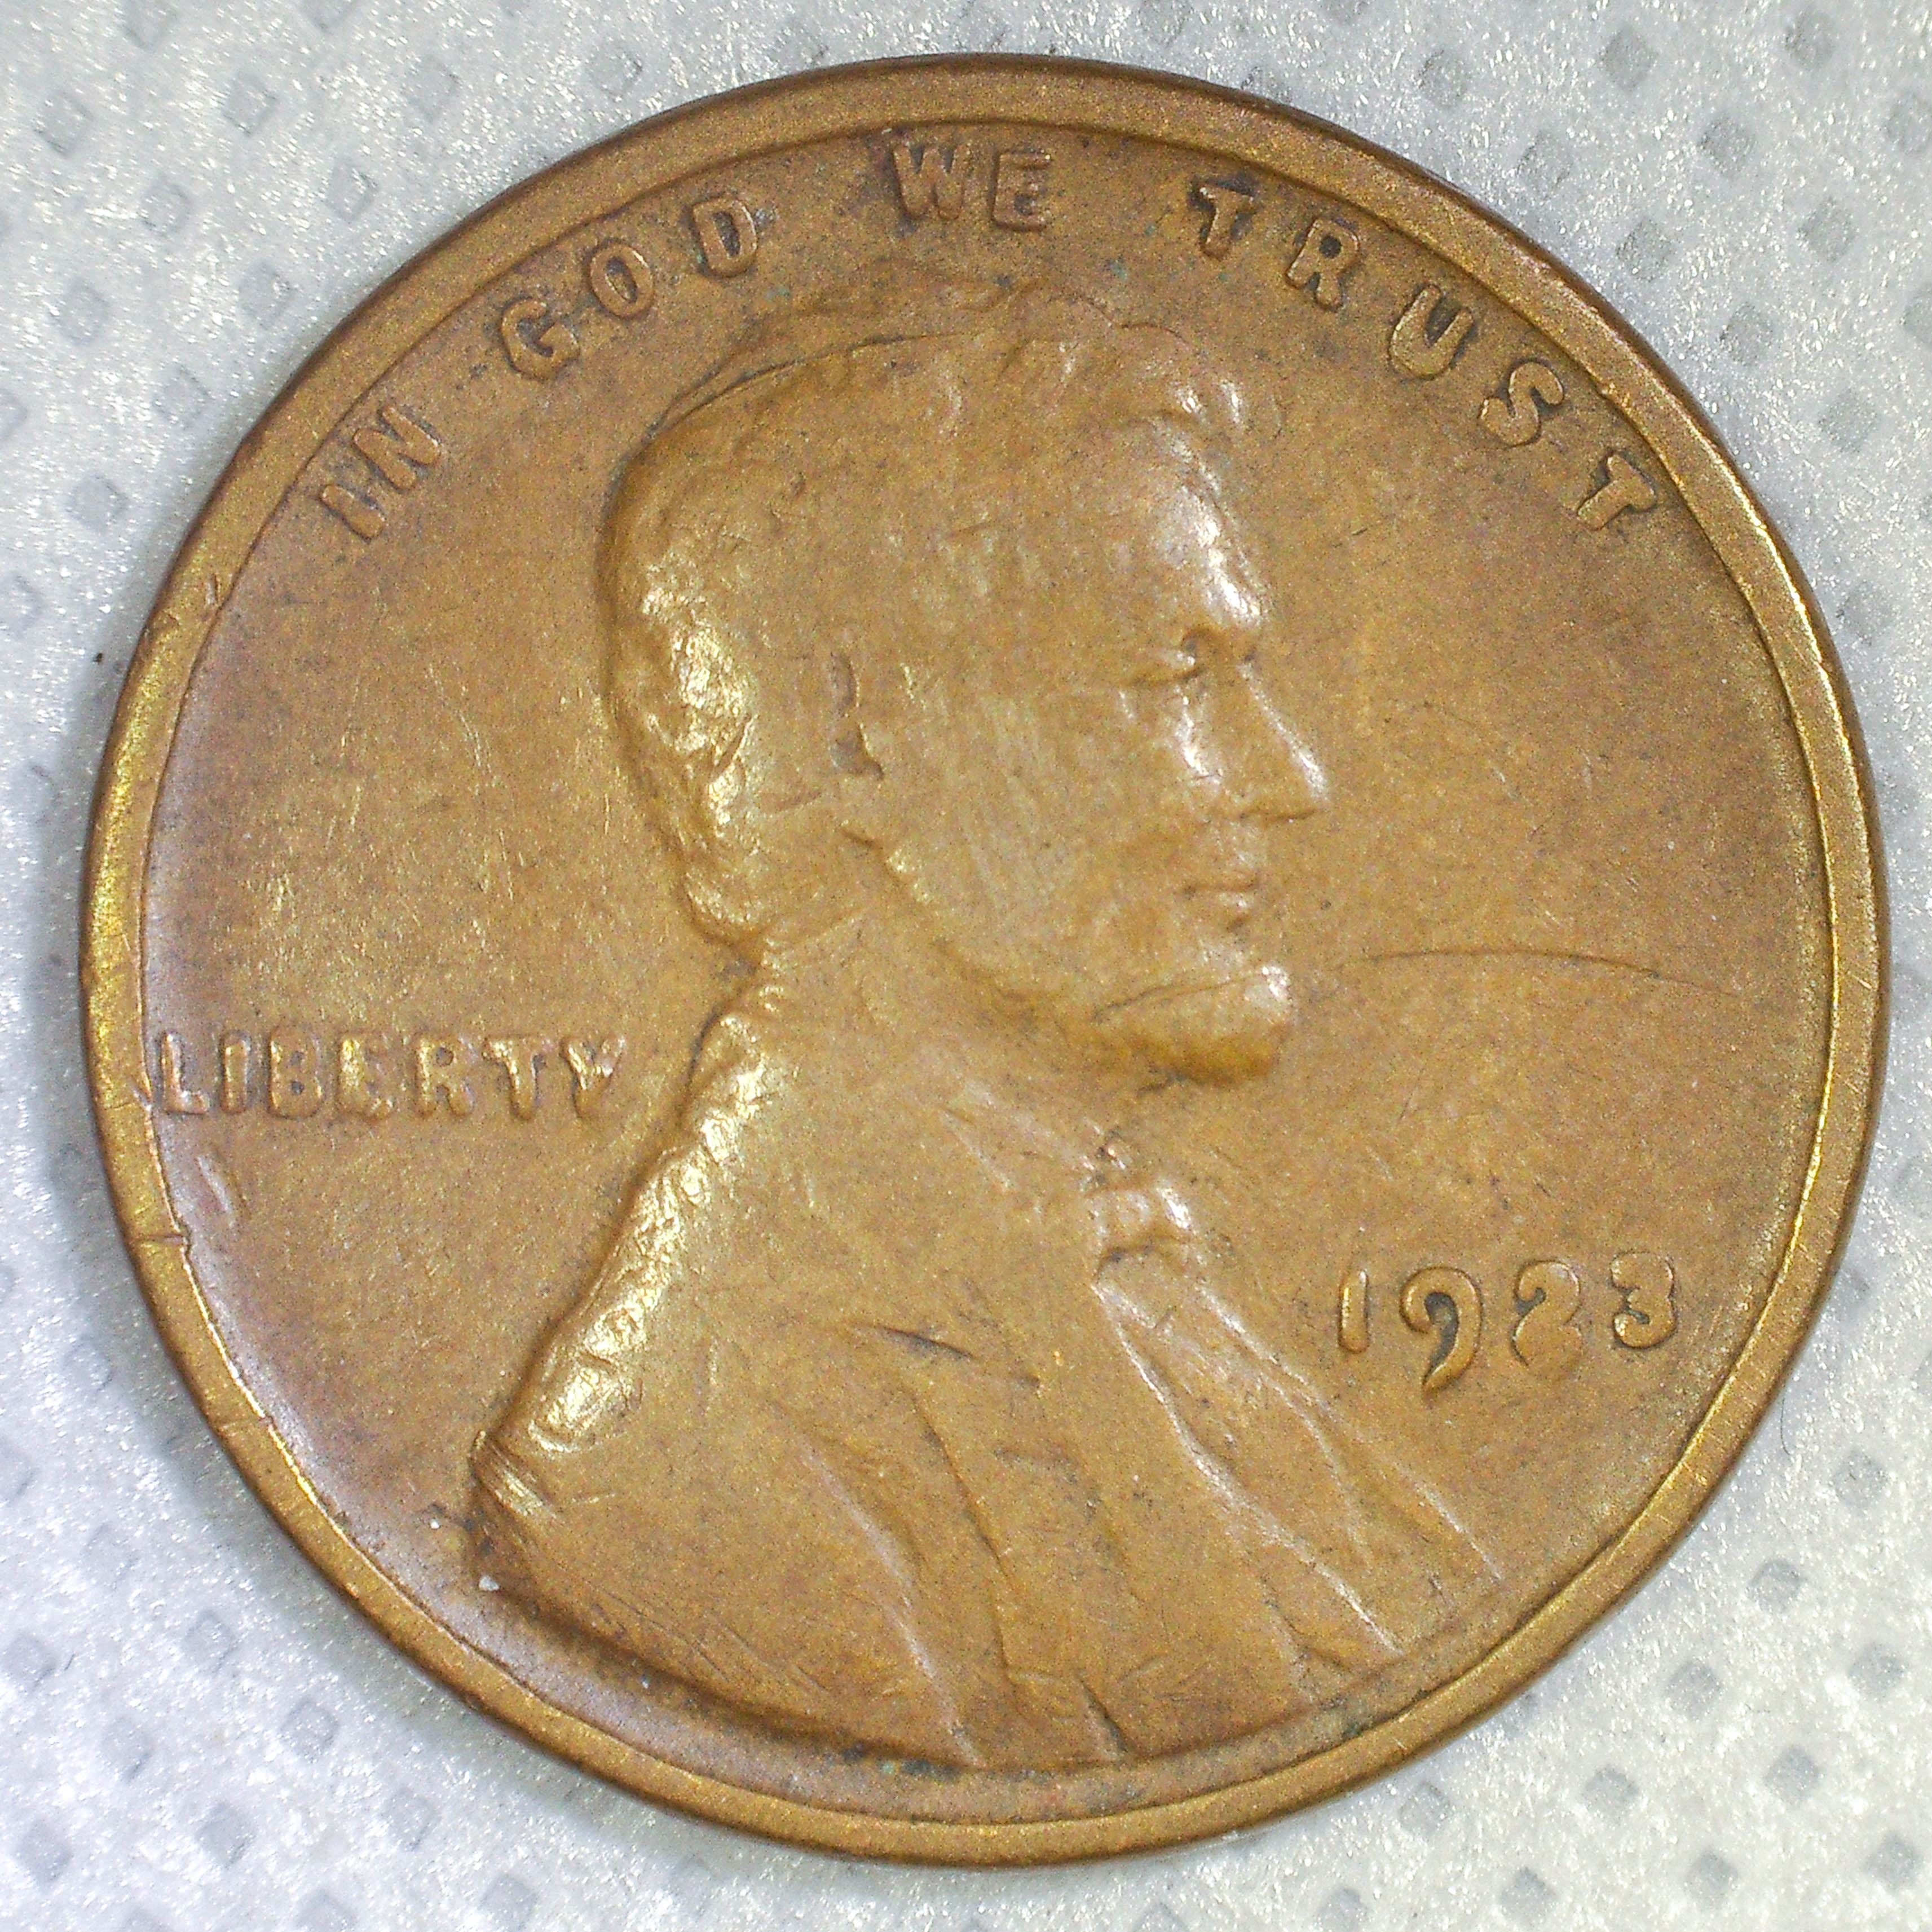 IN GOD WE TRUST
LIBERTY
1923